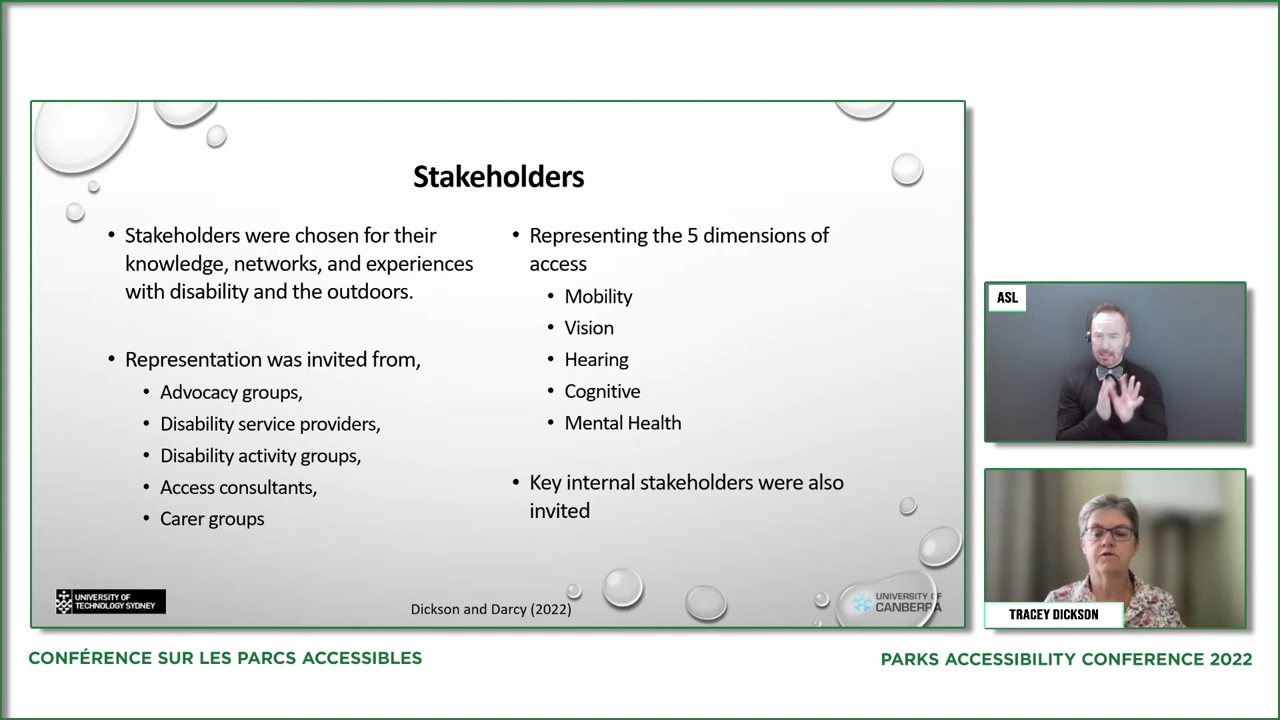 Stakeholders
• Stakeholders were chosen for their
knowledge, networks, and experiences
with disability and the outdoors.
• Representation was invited from,
• Advocacy groups,
• Disability service providers,
• Disability activity groups,
• Access consultants,
• Carer groups
• Representing the 5 dimensions of
access
• Mobility
• Vision
• Hearing
• Cognitive
• Mental Health
• Key internal stakeholders were also
invited
UNIVERSITY OF
TECHNOLOGY SYDNEY
Dickson and Darcy (2022)
UNIVERSITY OF
CANBERRA
ASL
TRACEY DICKSON
CONFÉRENCE SUR LES PARCS ACCESSIBLES
PARKS ACCESSIBILITY CONFERENCE 2022